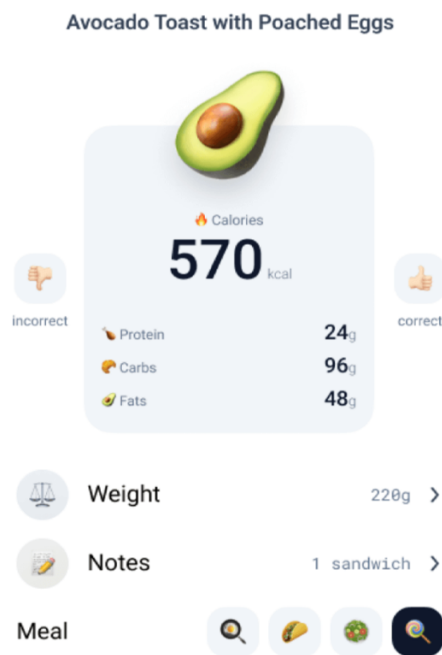 Avocado Toast with Poached Eggs
Calories
570 kcal
incorrect
correct
Protein 24g
Carbs 96g
Fats 48g
Weight 220g
Notes 1 sandwich
Meal